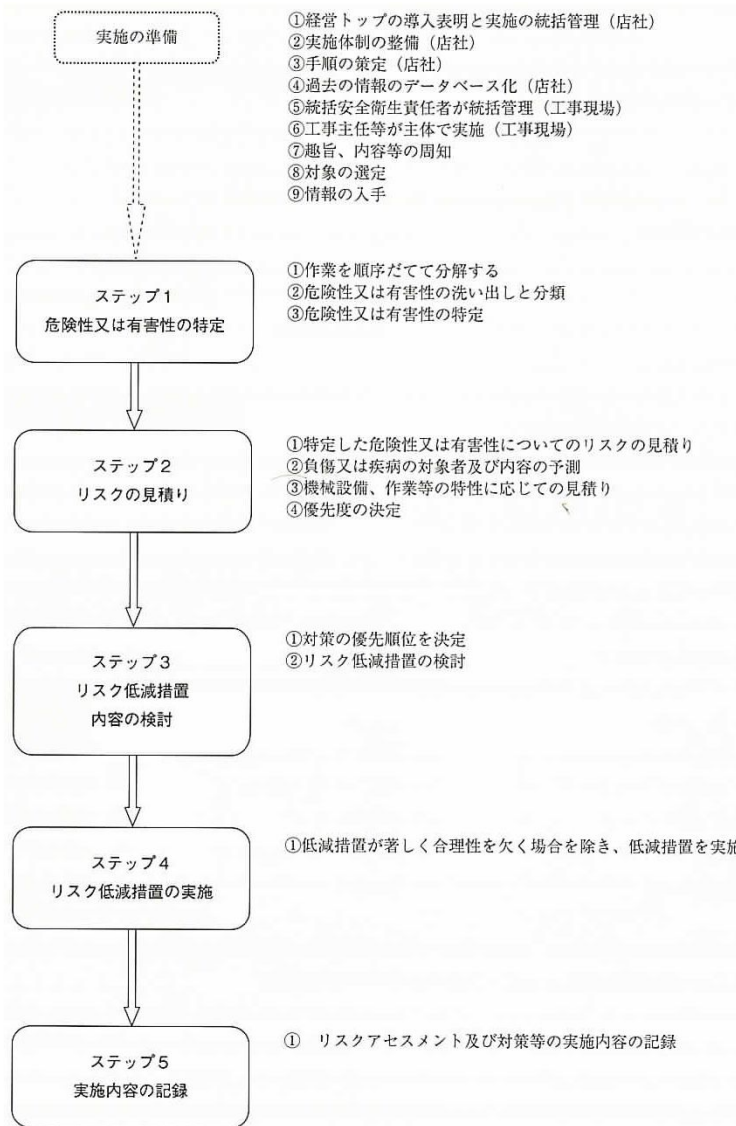 実施の準備
①経営トップの導入表明と実施の統括管理（店社）
②実施体制の整備（店社）
③手順の策定（店社）
④過去の情報のデータベース化（店社）
⑤統括安全衛生責任者が統括管理（工事現場）
⑥工事主任等が主体で実施（工事現場）
⑦趣旨、内容等の周知
⑧対象の選定
⑨情報の入手
ステップ1
危険性又は有害性の特定
①作業を順序だてて分解する
②危険性又は有害性の洗い出しと分類
③危険性又は有害性の特定
ステップ2
リスクの見積り
①特定した危険性又は有害性についてのリスクの見積り
②負傷又は疾病の対象者及び内容の予測
③機械設備、作業等の特性に応じての見積り
④優先度の決定
ステップ3
リスク低減措置
内容の検討
①対策の優先順位を決定
②リスク低減措置の検討
ステップ4
リスク低減措置の実施
①低減措置が著しく合理性を欠く場合を除き、低減措置を実施
ステップ5
実施内容の記録
①　リスクアセスメント及び対策等の実施内容の記録